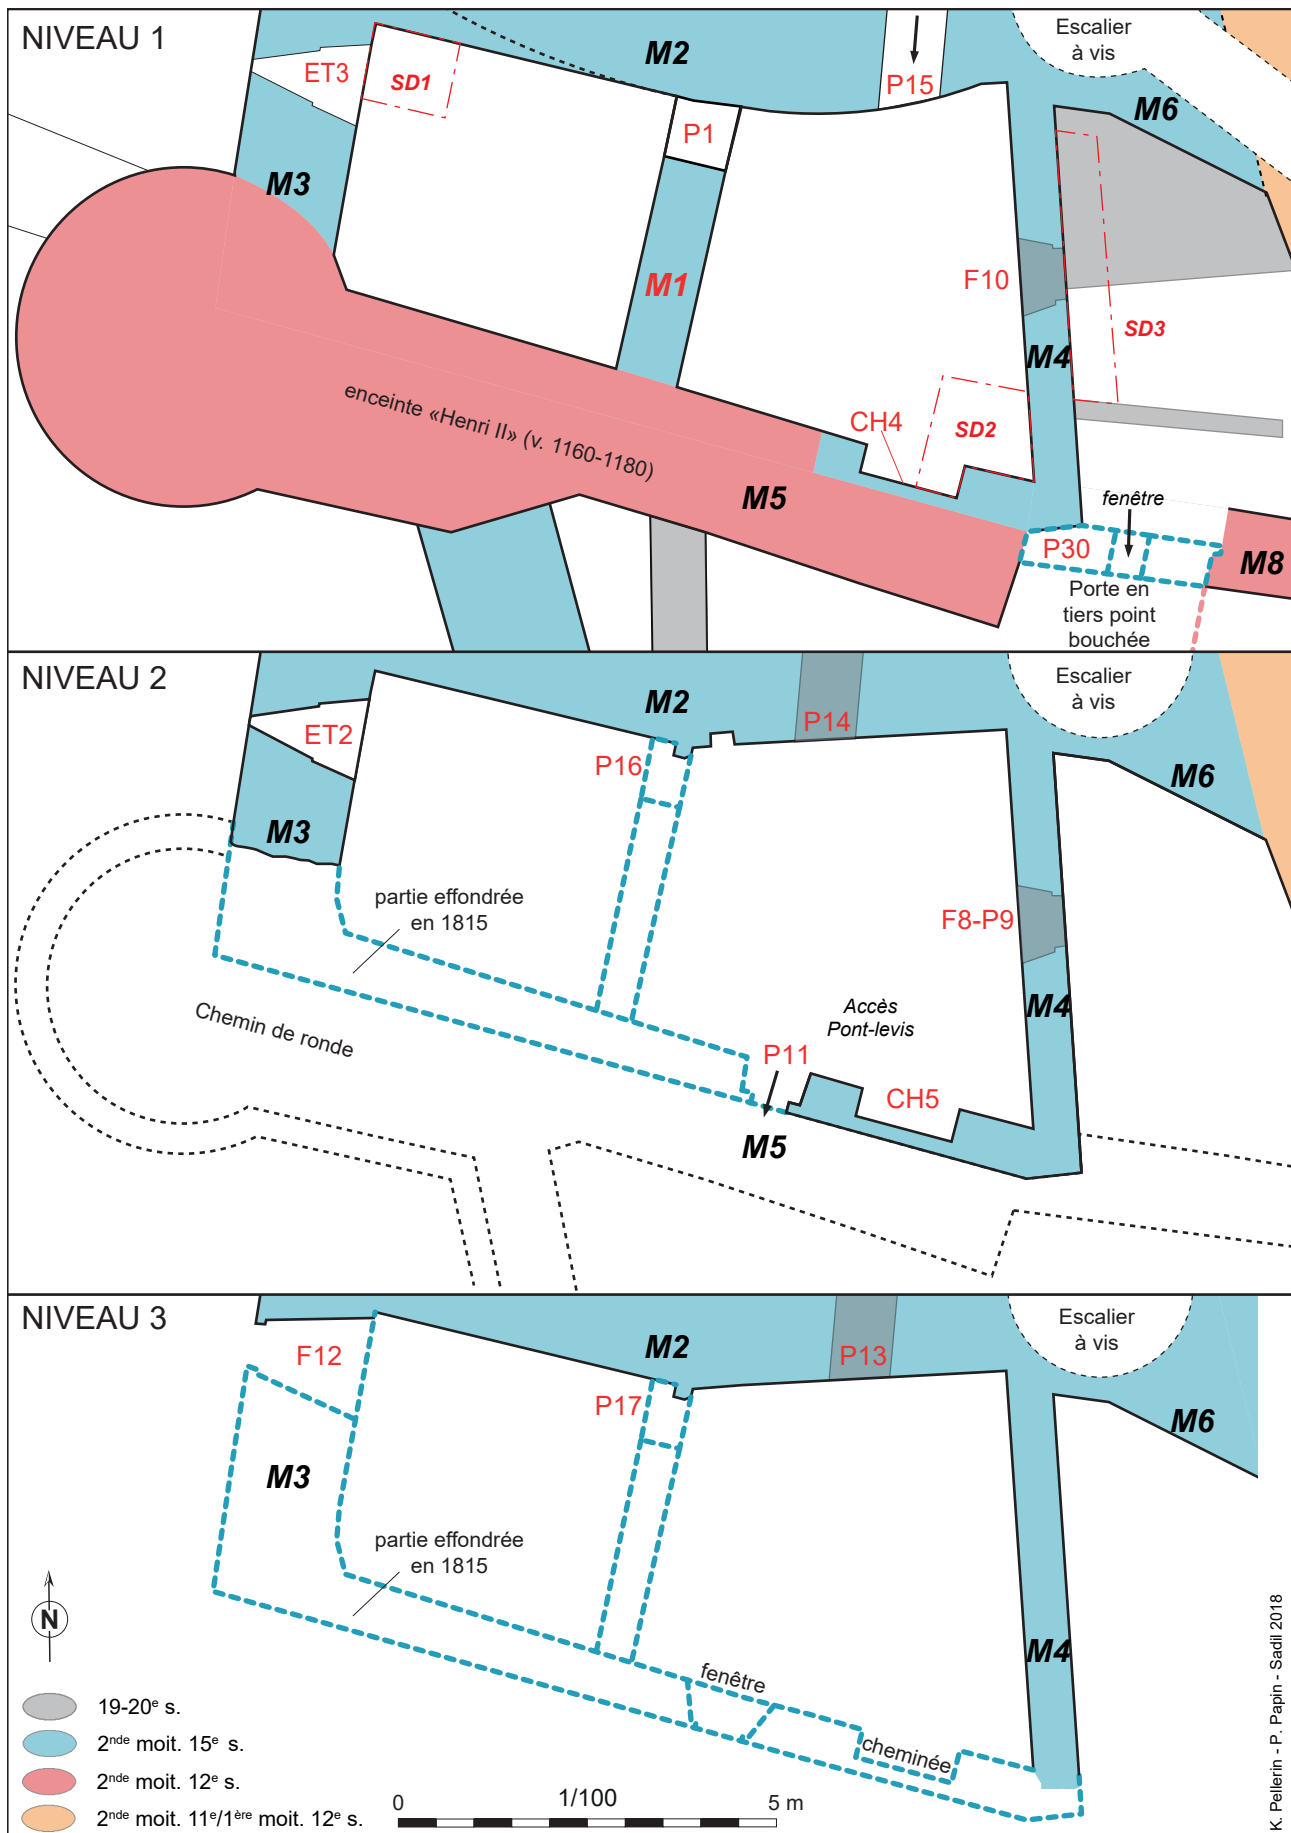 NIVEAU 1
Escalier
à vis
M2
ET3
SD1
P15
P1
M6
M3
M1
F10
SD3
M4
enceinte «Henri II» (v. 1160-1180)
CH4
SD2
M5
fenêtre
P30
M8
Porte en
tiers point
bouchée
NIVEAU 2
Escalier
à vis
M2
P14
ET2
P16
M6
M3
partie effondrée
en 1815
F8-P9
Chemin de ronde
Accès
Pont-levis
M4
P11
CH5
M5
NIVEAU 3
Escalier
à vis
M2
P13
F12
P17
M6
M3
partie effondrée
en 1815
N
M4
fenêtre
cheminée
19-20e s.
2nde moit. 15e s.
2nde moit. 12e s.
2nde moit. 11e/1ère moit. 12e s.
0 1/100 5 m
K. Pellerin - P. Papin - Sadil 2018